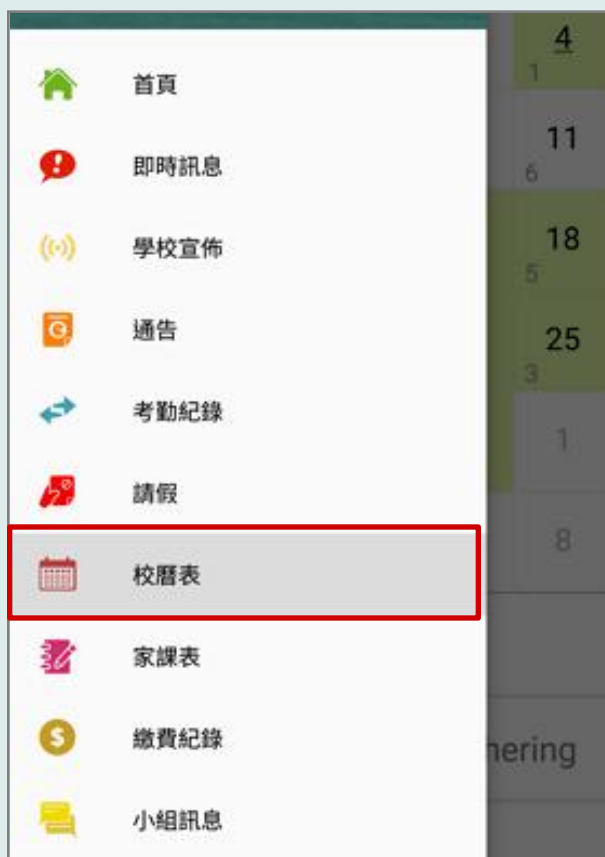 首頁
即時訊息
學校宣佈
通告
考勤紀錄
請假
校曆表
家課表
繳費紀錄
小組訊息
4
1
11
6
18
5
25
3
1
8
hering